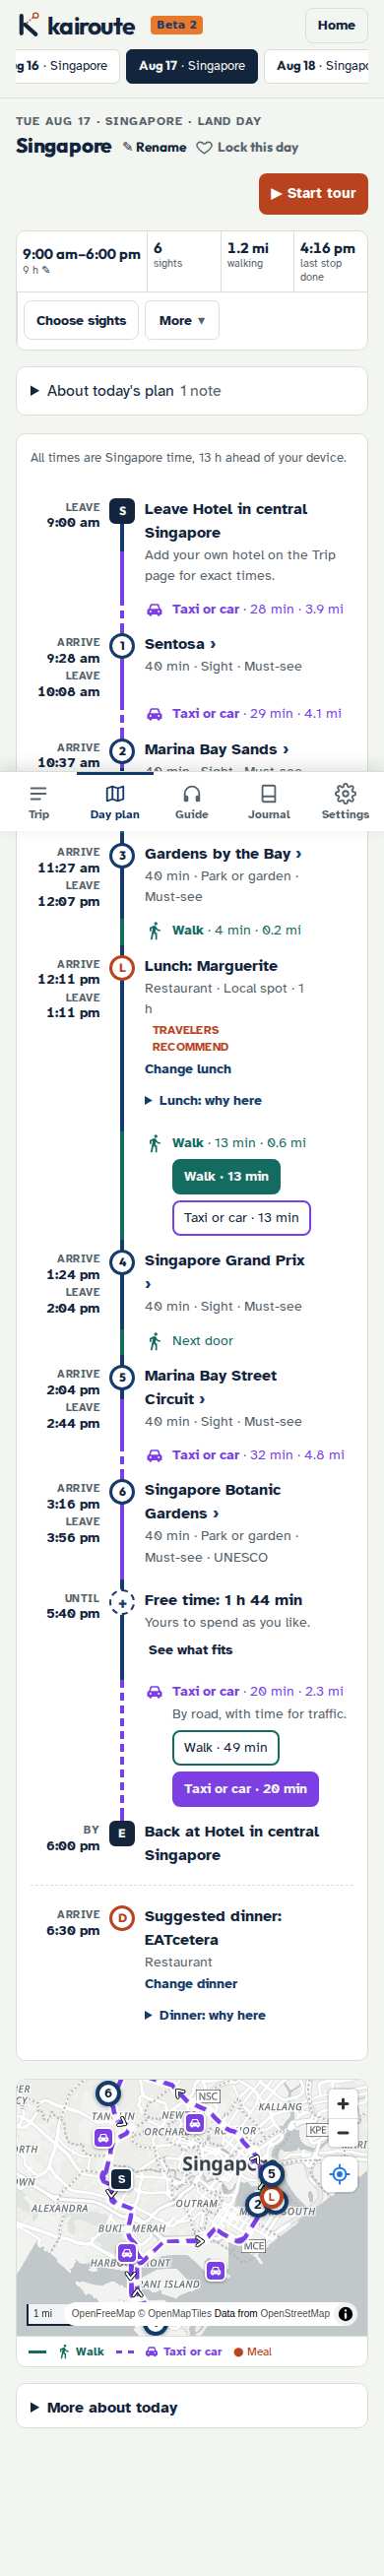 kairoute
Beta 2
Home
g 16 · Singapore
Aug 17 · Singapore
Aug 18 · Singapo
TUE AUG 17 · SINGAPORE · LAND DAY
Singapore
✎ Rename
Lock this day
▶ Start tour
9:00 am–6:00 pm
9 h ✎
6
sights
1.2 mi
walking
4:16 pm
last stop
done
Choose sights
More ▾
▶ About today's plan 1 note
All times are Singapore time, 13 h ahead of your device.
LEAVE
9:00 am
S
Leave Hotel in central
Singapore
Add your own hotel on the Trip
page for exact times.
Taxi or car · 28 min · 3.9 mi
ARRIVE
9:28 am
LEAVE
10:08 am
1
Sentosa ›
40 min · Sight · Must-see
Taxi or car · 29 min · 4.1 mi
ARRIVE
10:37 am
2
Marina Bay Sands ›
40 min · Sight · Must-see
Trip
Day plan
Guide
Journal
Settings
ARRIVE
11:27 am
LEAVE
12:07 pm
3
Gardens by the Bay ›
40 min · Park or garden ·
Must-see
Walk · 4 min · 0.2 mi
ARRIVE
12:11 pm
LEAVE
1:11 pm
L
Lunch: Marguerite
Restaurant · Local spot · 1
h
TRAVELERS
RECOMMEND
Change lunch
▶ Lunch: why here
Walk · 13 min · 0.6 mi
Walk · 13 min
Taxi or car · 13 min
ARRIVE
1:24 pm
LEAVE
2:04 pm
4
Singapore Grand Prix
›
40 min · Sight · Must-see
Next door
ARRIVE
2:04 pm
LEAVE
2:44 pm
5
Marina Bay Street
Circuit ›
40 min · Sight · Must-see
Taxi or car · 32 min · 4.8 mi
ARRIVE
3:16 pm
LEAVE
3:56 pm
6
Singapore Botanic
Gardens ›
40 min · Park or garden ·
Must-see · UNESCO
UNTIL
5:40 pm
+
Free time: 1 h 44 min
Yours to spend as you like.
See what fits
Taxi or car · 20 min · 2.3 mi
By road, with time for traffic.
Walk · 49 min
Taxi or car · 20 min
BY
6:00 pm
E
Back at Hotel in central
Singapore
ARRIVE
6:30 pm
D
Suggested dinner:
EATcetera
Restaurant
Change dinner
▶ Dinner: why here
6
NSC
KALLANG
KPE
ORCHAR
S
Singapo
5
2
L
OUTRAM
SOUTH
ALEXANDRA
BUKI
MERAH
MCE
ANI ISLAND
+
−
1 mi
OpenFreeMap © OpenMapTiles Data from OpenStreetMap
Walk
Taxi or car
Meal
▶ More about today